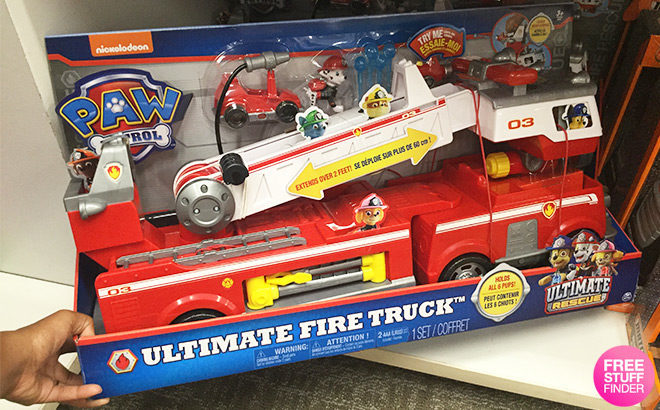 nickelodeon
PAW
PATROL
TRY ME
ESSAIE-MOI
03
03
EXTENDS OVER 2 FEET! SE DÉPLOIE SUR PLUS DE 60 cm!
03
HOLDS
ALL 6 PUPS!
PEUT CONTENIR
LES 6 CHIOTS!
ULTIMATE
RESCUE
ULTIMATE FIRE TRUCK™
WARNING:
ATTENTION!
1 SET/COFFRET
FREE
STUFF
FINDER